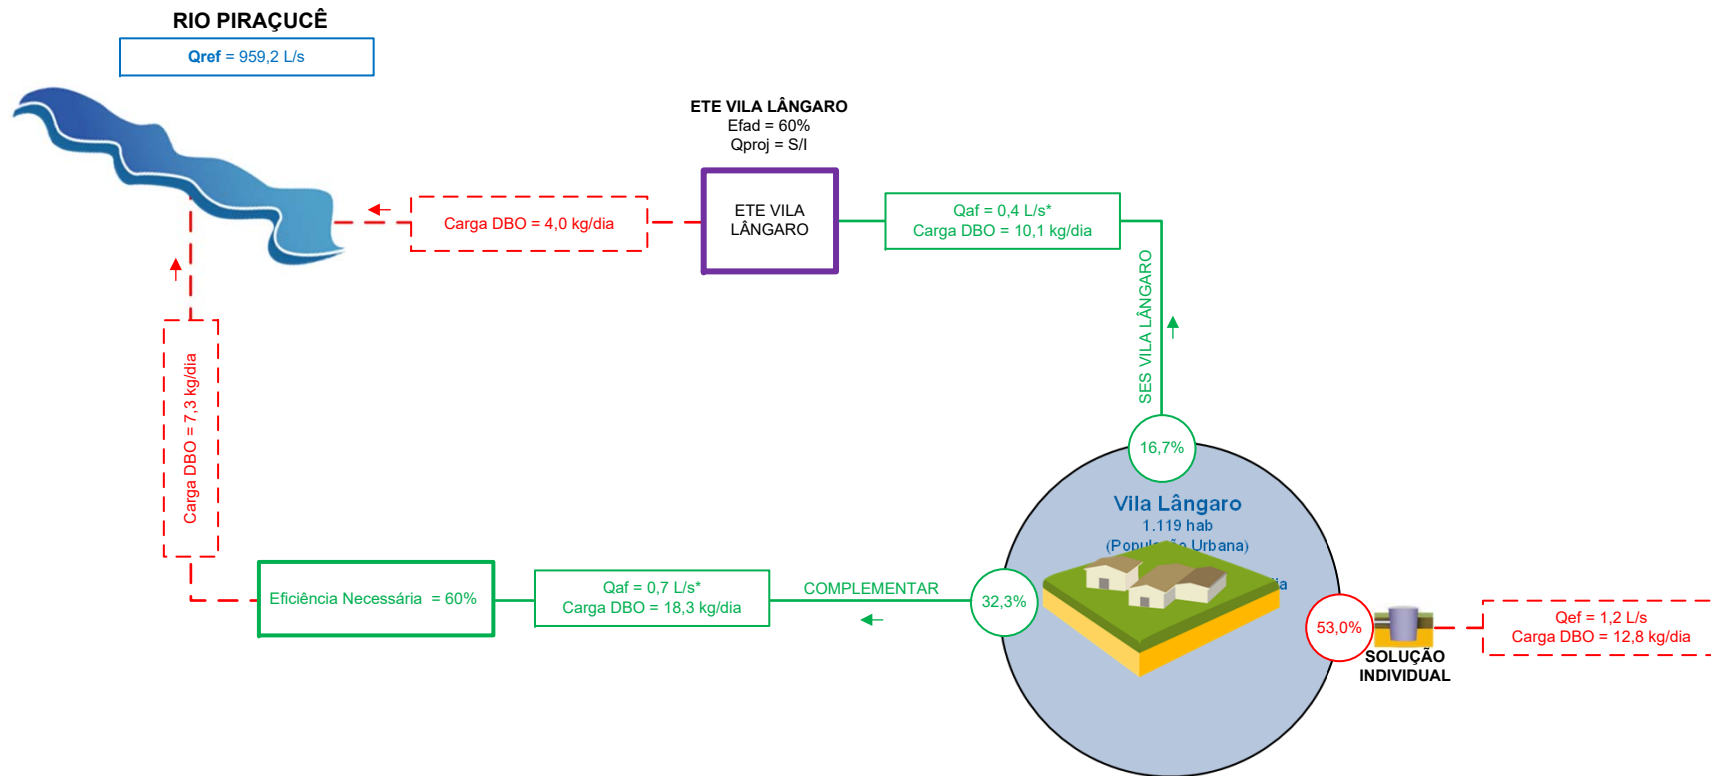 RIO PIRAÇUCÊ
Qref = 959,2 L/s
ETE VILA LÂNGARO
Efad = 60%
Qproj = S/I
ETE VILA
LÂNGARO
Carga DBO = 4,0 kg/dia
Qaf = 0,4 L/s*
Carga DBO = 10,1 kg/dia
SES VILA LÂNGARO
Carga DBO = 7,3 kg/dia
16,7%
Vila Lângaro
1.119 hab
(População Urbana)
Eficiência Necessária = 60%
Qaf = 0,7 L/s*
Carga DBO = 18,3 kg/dia
COMPLEMENTAR
32,3%
53,0%
SOLUÇÃO
INDIVIDUAL
Qef = 1,2 L/s
Carga DBO = 12,8 kg/dia